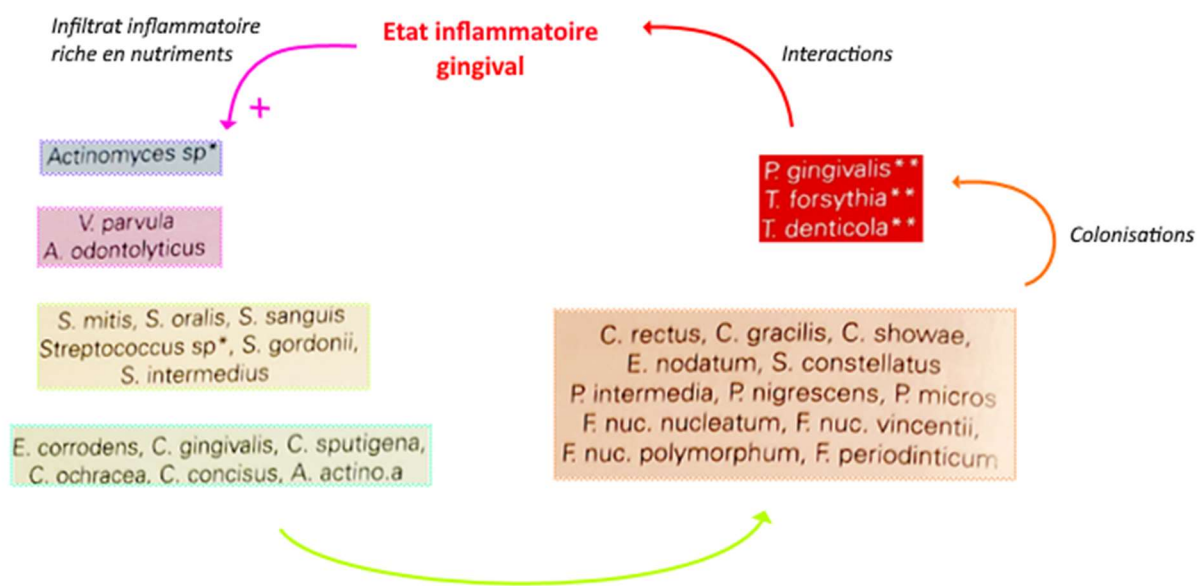 Infiltrat inflammatoire
riche en nutriments
Etat inflammatoire
gingival
Interactions
+
Actinomyces sp*
V. parvula
A. odontolyticus
S. mitis, S. oralis, S. sanguis
Streptococcus sp*, S. gordonii,
S. intermedius
E. corrodens, C. gingivalis, C. sputigena,
C. ochracea, C. concisus, A. actino.a
P. gingivalis**
T. forsythia**
T. denticola**
Colonisations
C. rectus, C. gracilis, C. showae,
E. nodatum, S. constellatus
P. intermedia, P. nigrescens, P. micros
F. nuc. nucleatum, F. nuc. vincentii,
F. nuc. polymorphum, F. periodinticum